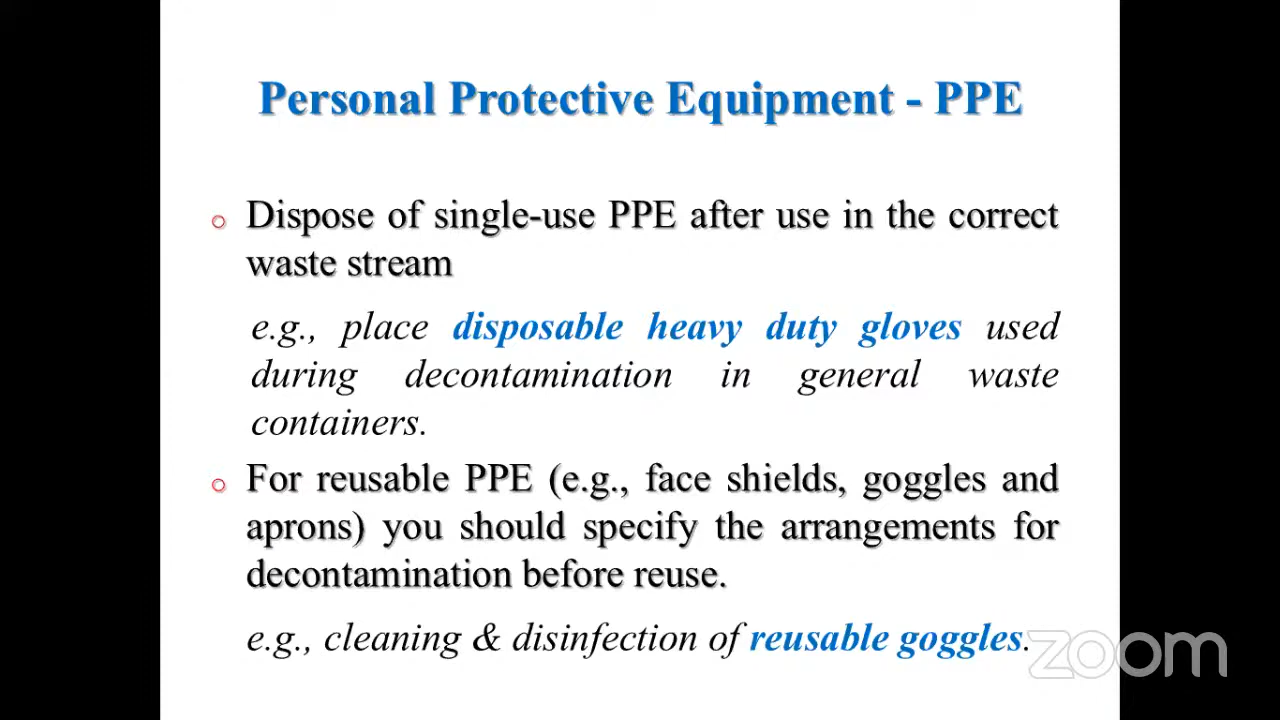 Personal Protective Equipment - PPE
Dispose of single-use PPE after use in the correct
waste stream
e.g., place disposable heavy duty gloves used
during decontamination in general waste
containers.
For reusable PPE (e.g., face shields, goggles and
aprons) you should specify the arrangements for
decontamination before reuse.
e.g., cleaning & disinfection of reusable goggles.
zoom